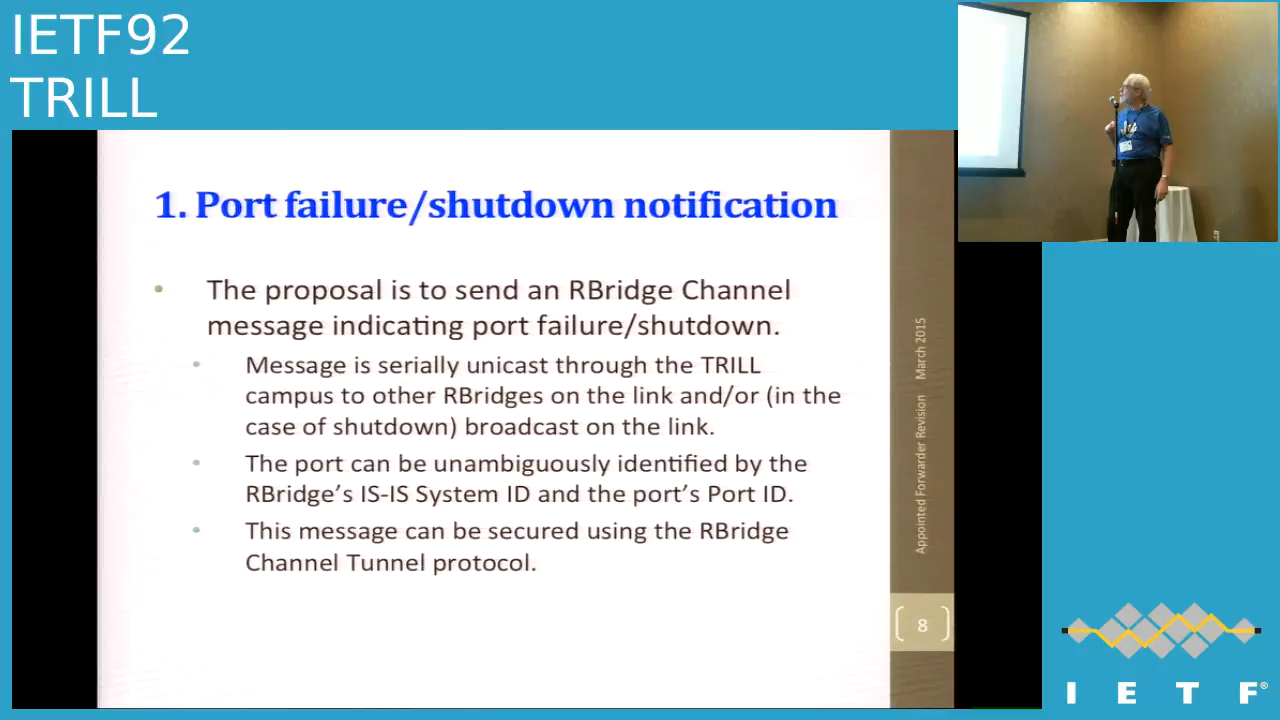 IETF92
TRILL
1. Port failure/shutdown notification
• The proposal is to send an RBridge Channel
message indicating port failure/shutdown.
• Message is serially unicast through the TRILL
campus to other RBridges on the link and/or (in the
case of shutdown) broadcast on the link.
• The port can be unambiguously identified by the
RBridge’s IS-IS System ID and the port’s Port ID.
• This message can be secured using the RBridge
Channel Tunnel protocol.
Appointed Forwarder Revision March 2015
8
I E T F®